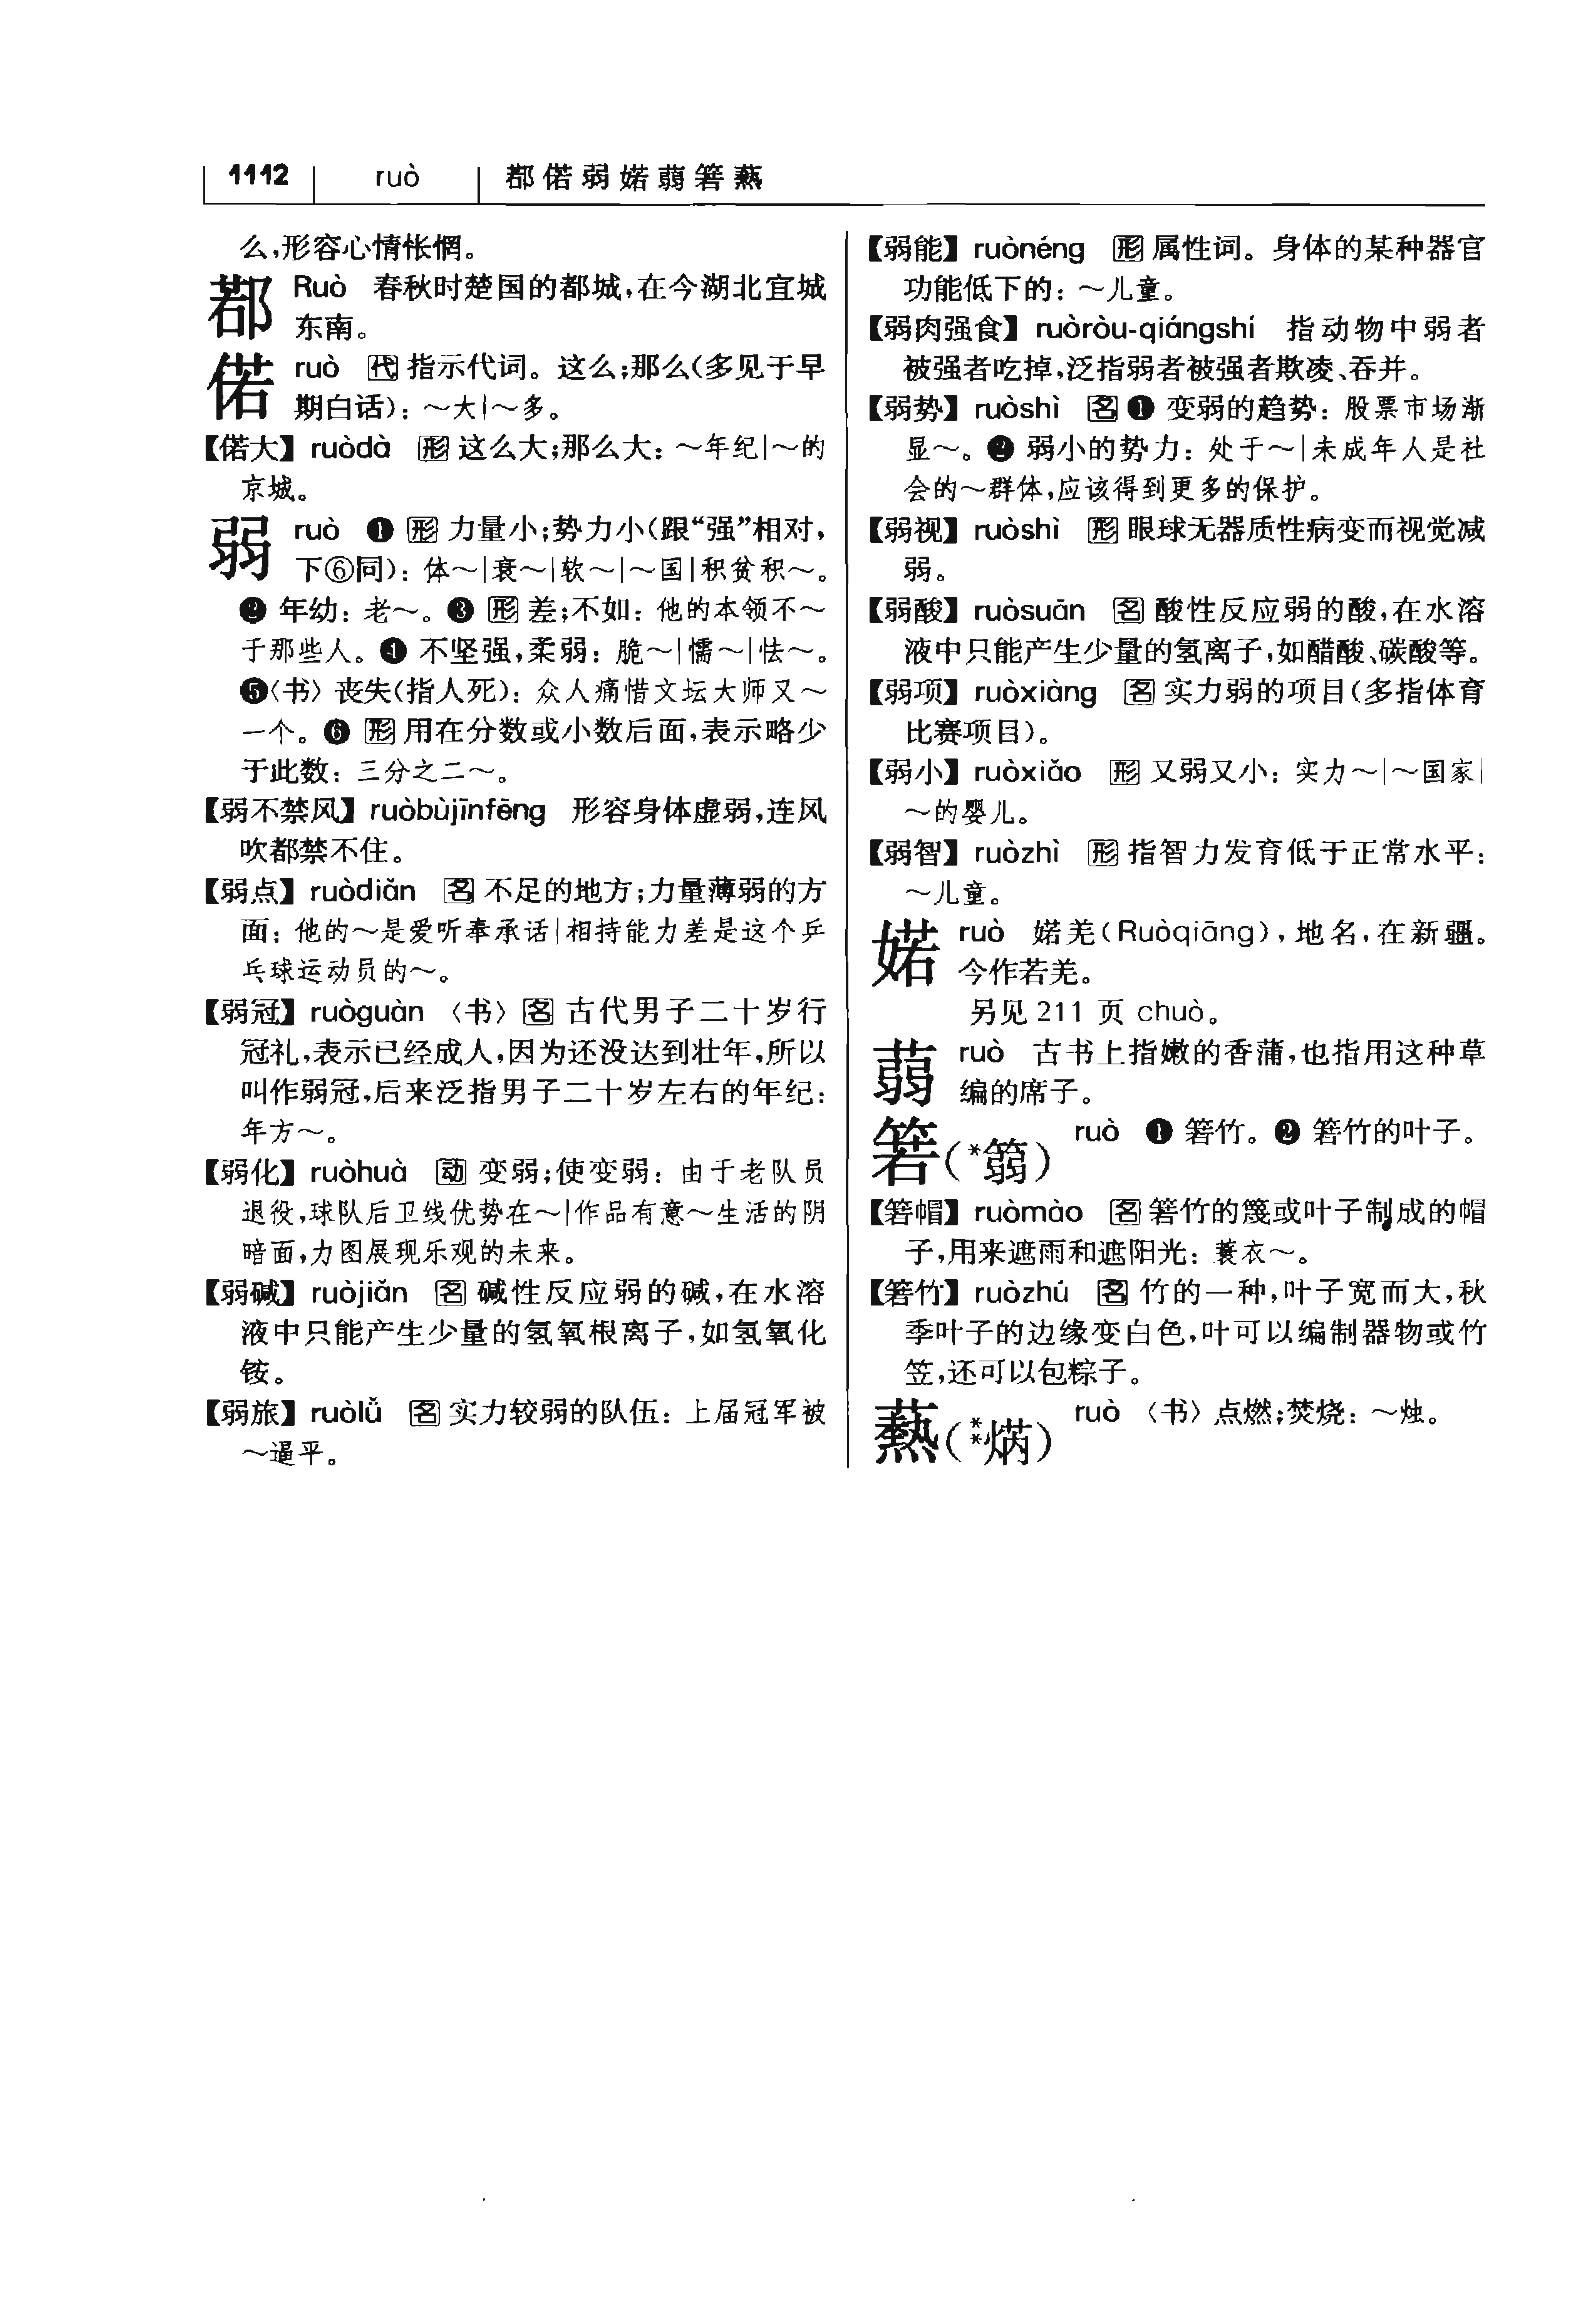 1112 ruò 鄀偌弱婼蒻箬爇
么,形容心情怅惘。
鄀 Ruò 春秋时楚国的都城,在今湖北宜城
东南。
偌 ruò 代 指示代词。这么;那么(多见于早
期白话):～大|～多。
【偌大】ruòdà 形 这么大;那么大:～年纪|～的
京城。
弱 ruò ❶ 形 力量小;势力小(跟“强”相对,
下⑥同):体～|衰～|软～|～国|积贫积～。
❷ 年幼:老～。❸ 形 差;不如:他的本领不～
于那些人。❹ 不坚强,柔弱:脆～|懦～|怯～。
❺〈书〉丧失(指人死):众人痛惜文坛大师又～
一个。❻ 形 用在分数或小数后面,表示略少
于此数:三分之二～。
【弱不禁风】ruòbùjīnfēng 形容身体虚弱,连风
吹都禁不住。
【弱点】ruòdiǎn 名 不足的地方;力量薄弱的方
面:他的～是爱听奉承话|相持能力差是这个乒
乓球运动员的～。
【弱冠】ruòguàn 〈书〉名 古代男子二十岁行
冠礼,表示已经成人,因为还没达到壮年,所以
叫作弱冠,后来泛指男子二十岁左右的年纪:
年方～。
【弱化】ruòhuà 动 变弱;使变弱:由于老队员
退役,球队后卫线优势在～|作品有意～生活的阴
暗面,力图展现乐观的未来。
【弱碱】ruòjiǎn 名 碱性反应弱的碱,在水溶
液中只能产生少量的氢氧根离子,如氢氧化
铵。
【弱旅】ruòlǚ 名 实力较弱的队伍:上届冠军被
～逼平。
【弱能】ruònéng 形 属性词。身体的某种器官
功能低下的:～儿童。
【弱肉强食】ruòròu-qiángshí 指动物中弱者
被强者吃掉,泛指弱者被强者欺凌、吞并。
【弱势】ruòshì 名 ❶ 变弱的趋势:股票市场渐
显～。❷ 弱小的势力:处于～|未成年人是社
会的～群体,应该得到更多的保护。
【弱视】ruòshì 形 眼球无器质性病变而视觉减
弱。
【弱酸】ruòsuān 名 酸性反应弱的酸,在水溶
液中只能产生少量的氢离子,如醋酸、碳酸等。
【弱项】ruòxiàng 名 实力弱的项目(多指体育
比赛项目)。
【弱小】ruòxiǎo 形 又弱又小:实力～|～国家|
～的婴儿。
【弱智】ruòzhì 形 指智力发育低于正常水平:
～儿童。
婼 ruò 婼羌(Ruòqiāng),地名,在新疆。
今作若羌。
另见 211 页 chuò。
蒻 ruò 古书上指嫩的香蒲,也指用这种草
编的席子。
箬(*篛) ruò ❶ 箬竹。❷ 箬竹的叶子。
【箬帽】ruòmào 名 箬竹的篾或叶子制成的帽
子,用来遮雨和遮阳光:蓑衣～。
【箬竹】ruòzhú 名 竹的一种,叶子宽而大,秋
季叶子的边缘变白色,叶可以编制器物或竹
笠,还可以包粽子。
爇(**焫) ruò 〈书〉点燃;焚烧:～烛。